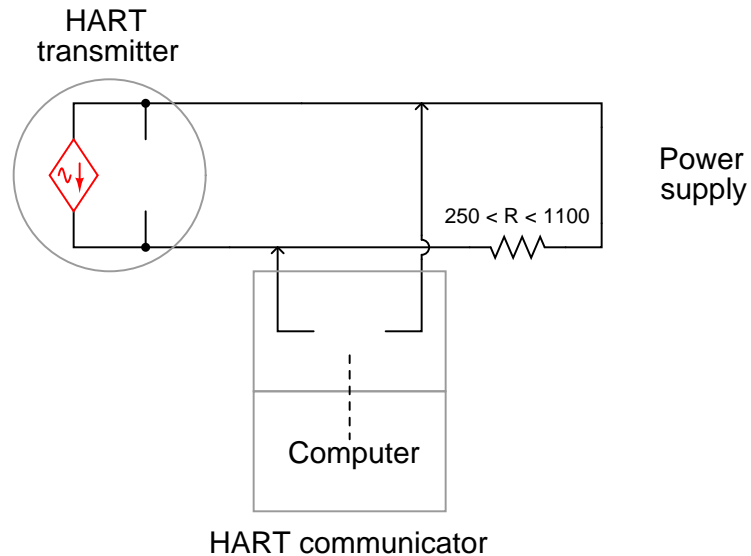 HART
transmitter
Power
supply
250 < R < 1100
Computer
HART communicator